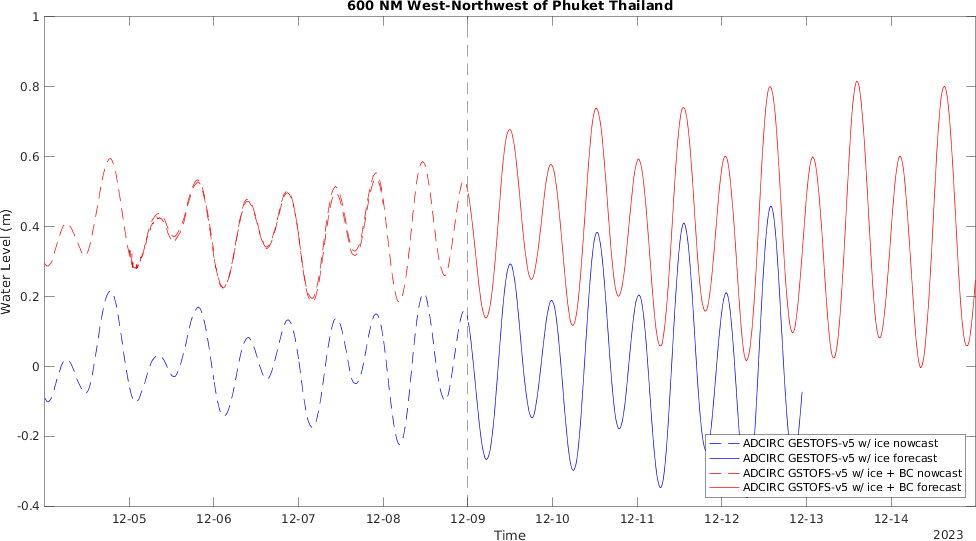 600 NM West-Northwest of Phuket Thailand
1
0.8
0.6
0.4
0.2
0
-0.2
-0.4
Water Level (m)
ADCIRC GESTOFS-v5 w/ ice nowcast
ADCIRC GESTOFS-v5 w/ ice forecast
ADCIRC GSTOFS-v5 w/ ice + BC nowcast
ADCIRC GSTOFS-v5 w/ ice + BC forecast
12-05 12-06 12-07 12-08 12-09 12-10 12-11 12-12 12-13 12-14
Time
2023